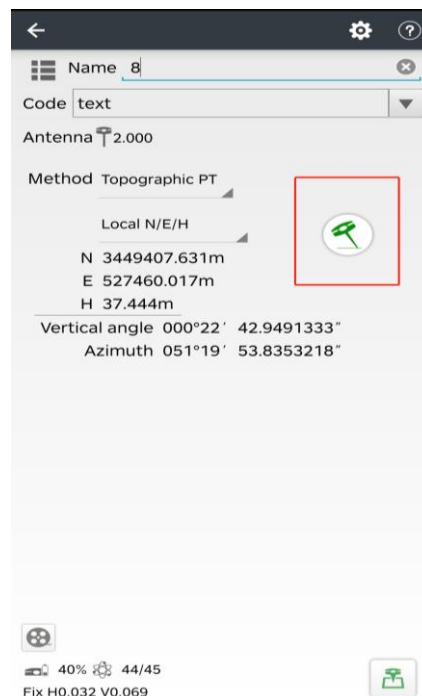 ?
Name 8
Code text
Antenna 2.000
Method Topographic PT
Local N/E/H
N 3449407.631m
E 527460.017m
H 37.444m
Vertical angle 000°22′ 42.9491333″
Azimuth 051°19′ 53.8353218″
40% 44/45
Fix H0.032 V0.069